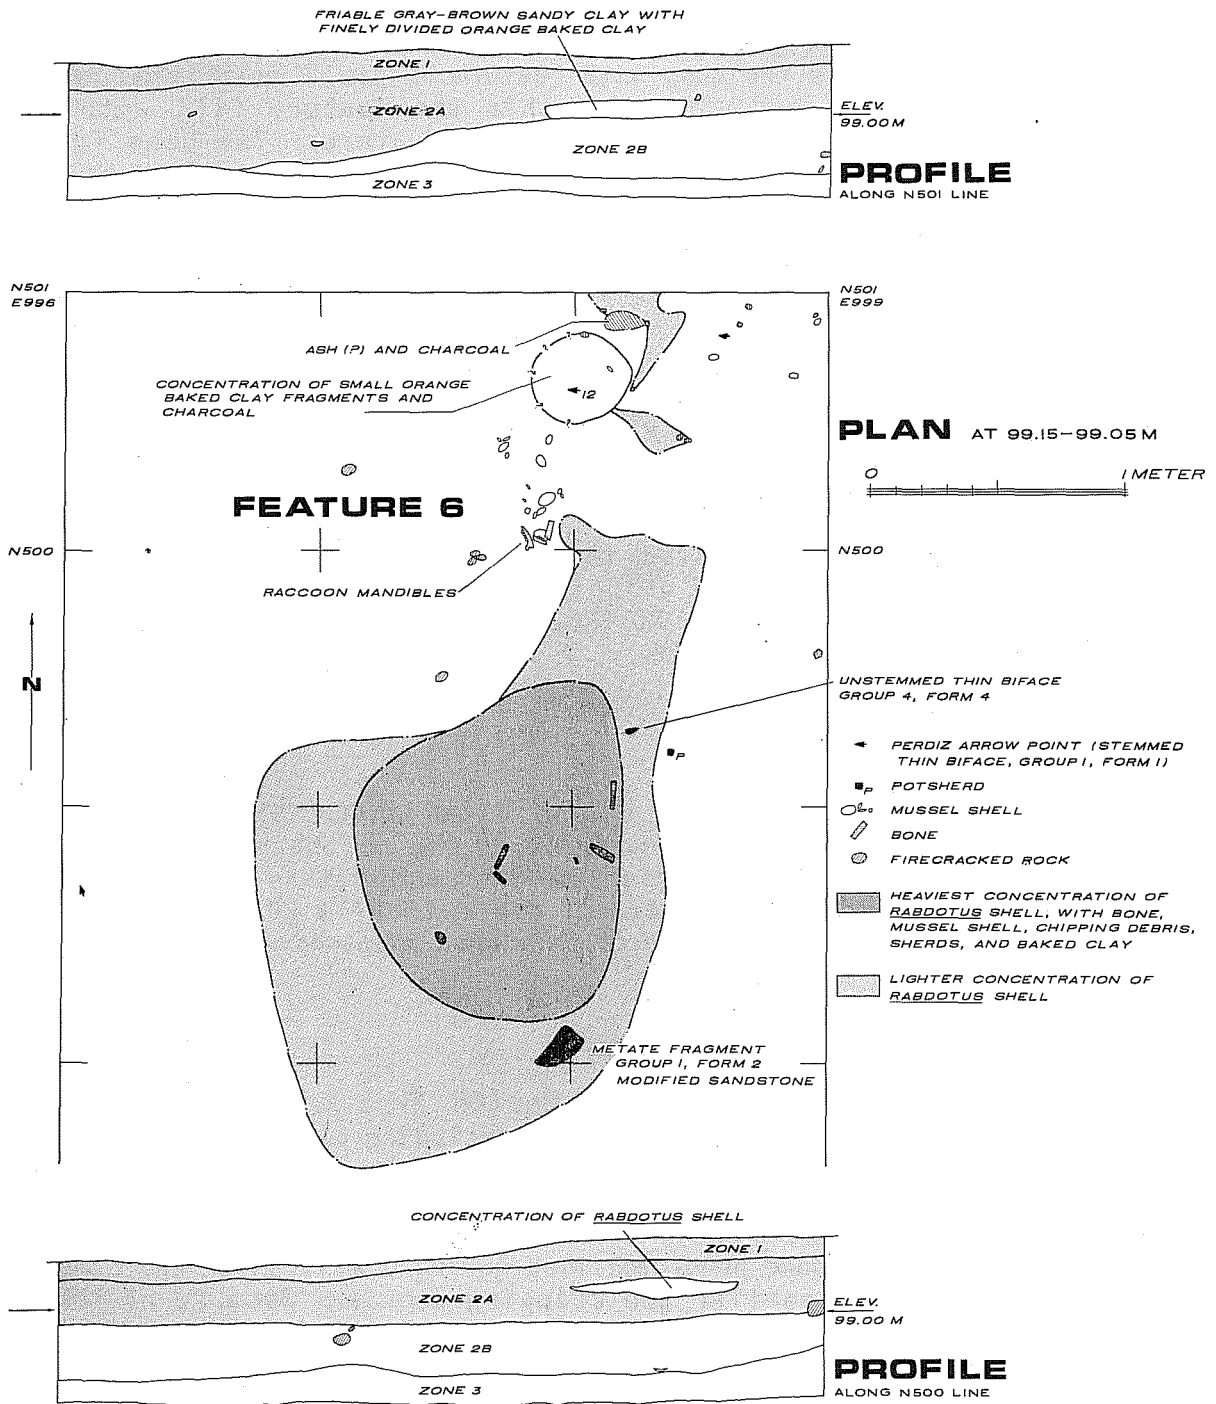 FRIABLE GRAY-BROWN SANDY CLAY WITH
FINELY DIVIDED ORANGE BAKED CLAY
ZONE 1
ZONE 2A
ZONE 2B
ZONE 3
ELEV.
99.00 M
PROFILE
ALONG N501 LINE
N501
E996
N501
E999
ASH (P) AND CHARCOAL
CONCENTRATION OF SMALL ORANGE
BAKED CLAY FRAGMENTS AND
CHARCOAL
? ? ? ? ?
12
PLAN AT 99.15-99.05 M
0 1 METER
FEATURE 6
N500
N500
RACCOON MANDIBLES
N
UNSTEMMED THIN BIFACE
GROUP 4, FORM 4
P
PERDIZ ARROW POINT (STEMMED
THIN BIFACE, GROUP 1, FORM 1)
P POTSHERD
MUSSEL SHELL
BONE
FIRECRACKED ROCK
HEAVIEST CONCENTRATION OF
RABDOTUS SHELL, WITH BONE,
MUSSEL SHELL, CHIPPING DEBRIS,
SHERDS, AND BAKED CLAY
LIGHTER CONCENTRATION OF
RABDOTUS SHELL
METATE FRAGMENT
GROUP 1, FORM 2
MODIFIED SANDSTONE
CONCENTRATION OF RABDOTUS SHELL
ZONE 1
ZONE 2A
ZONE 2B
ZONE 3
ELEV.
99.00 M
PROFILE
ALONG N500 LINE